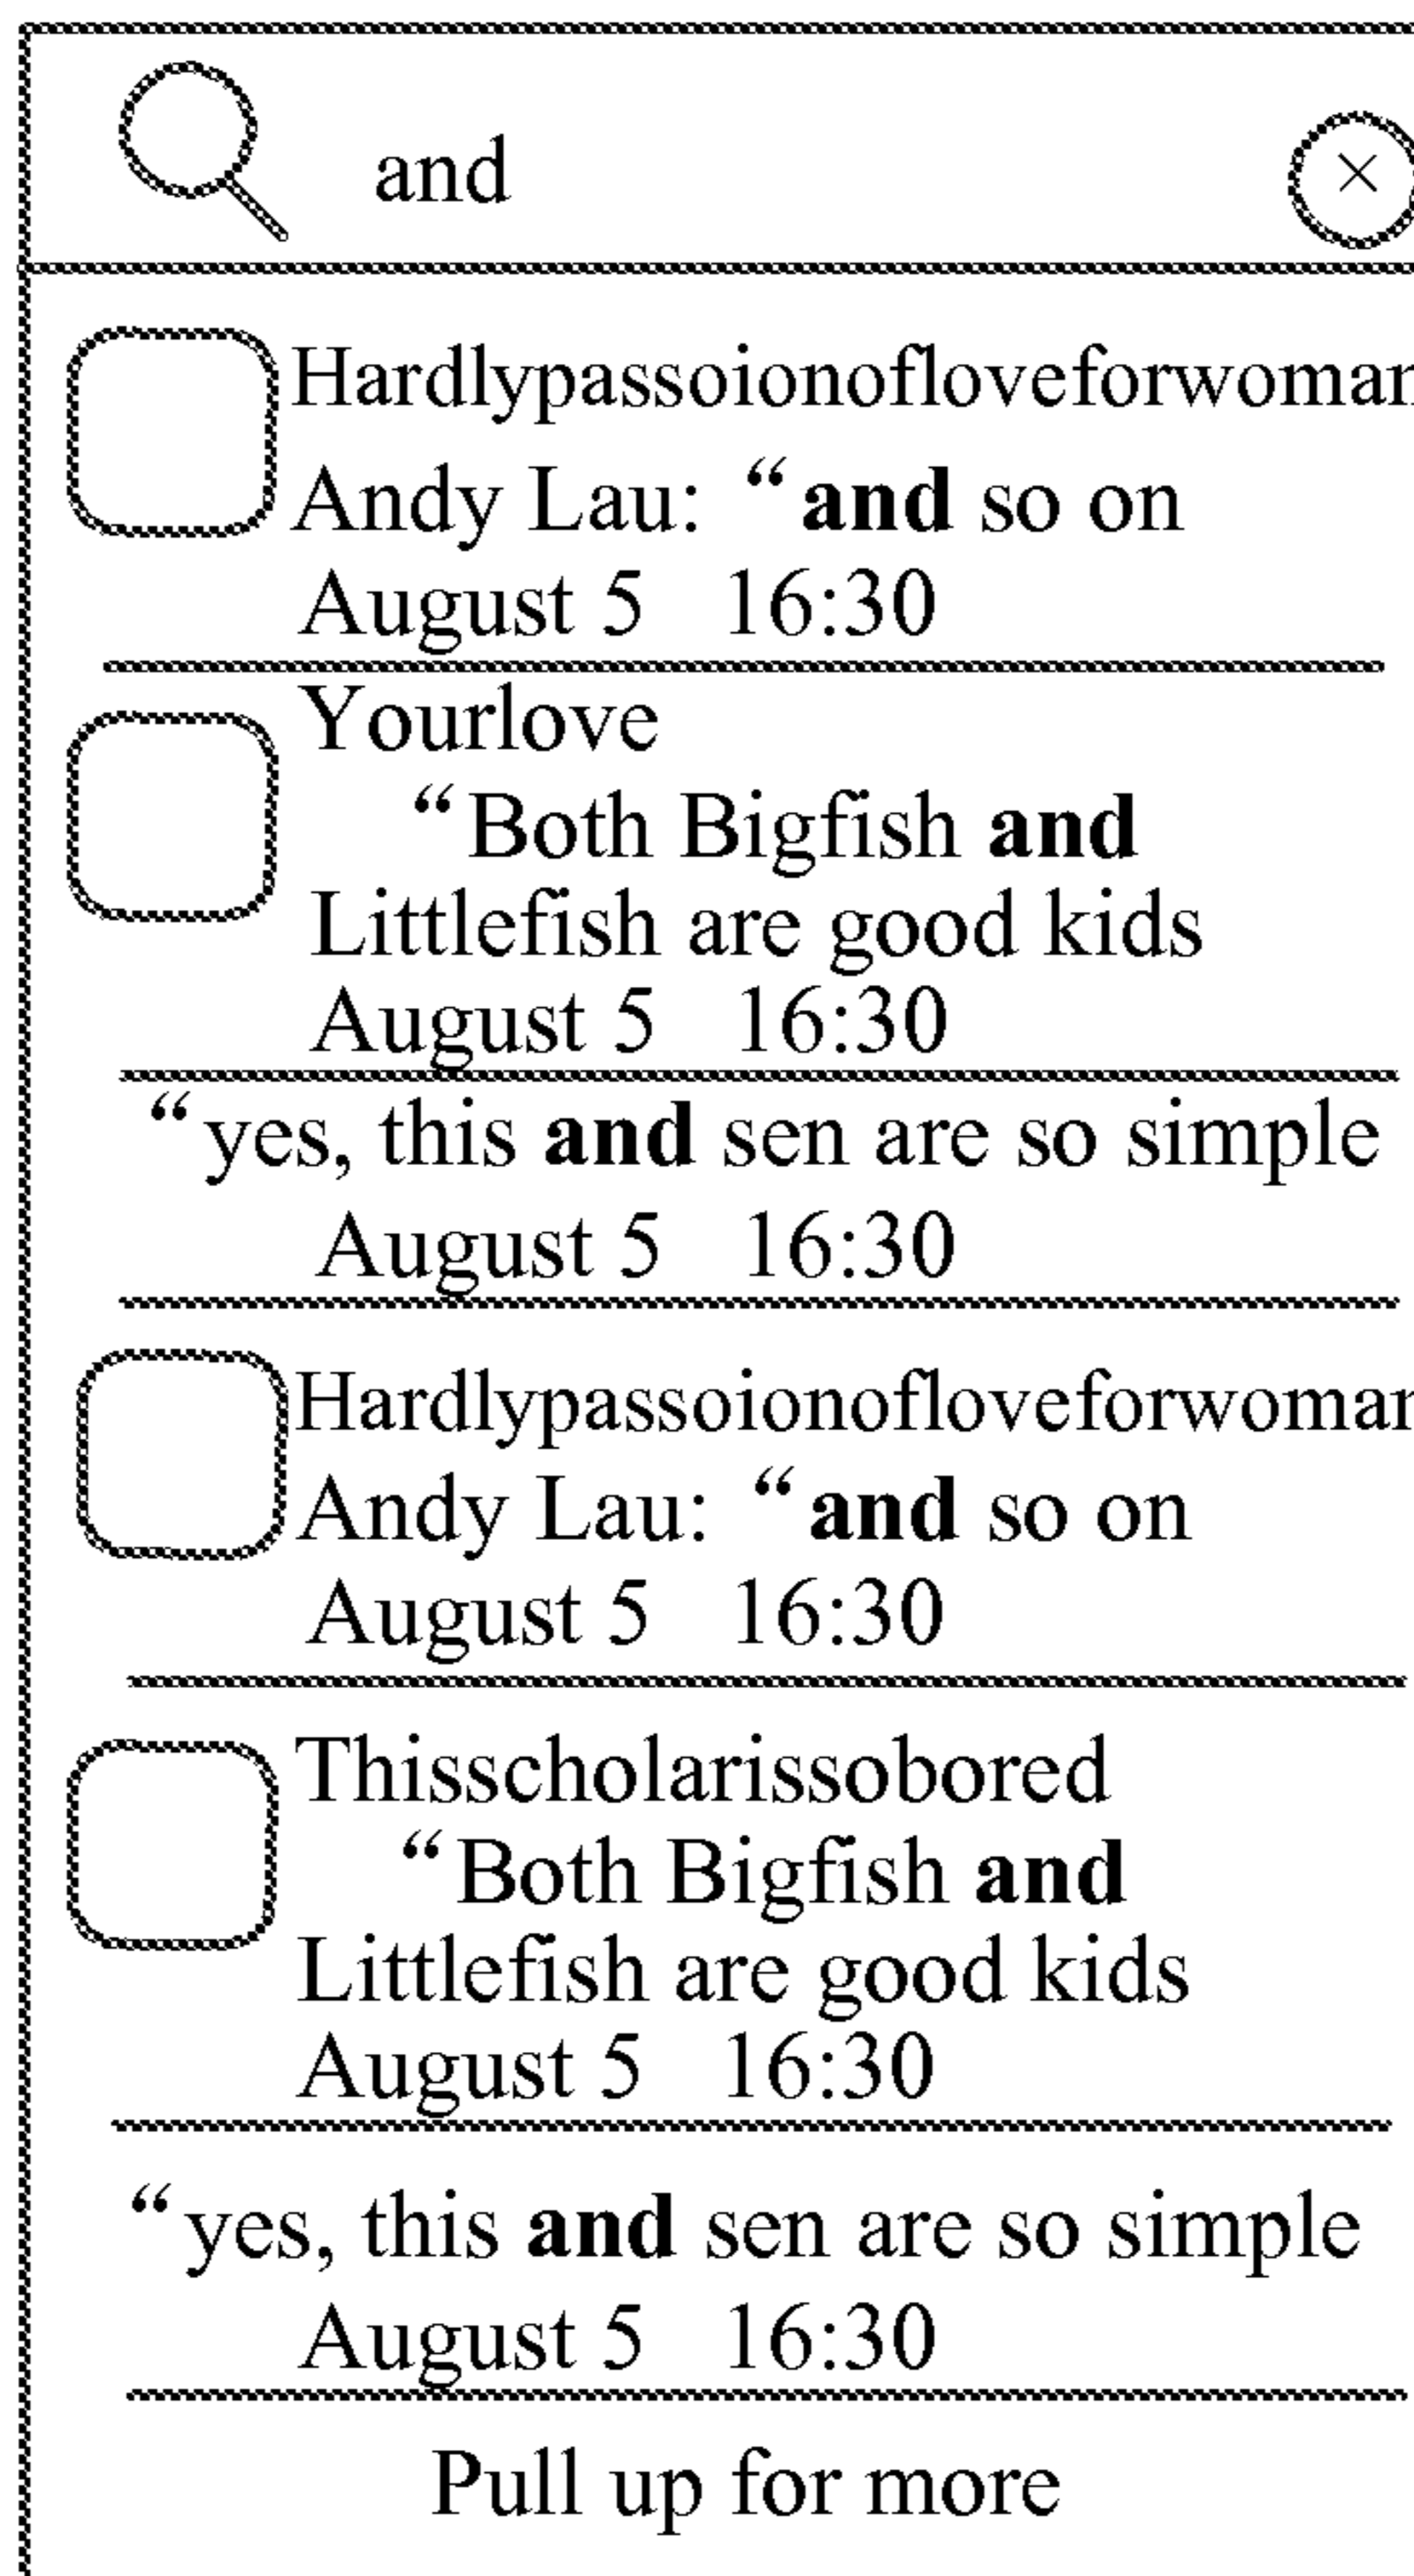 and
×
Hardlypassoionofloveforwoman
Andy Lau: “and so on
August 5 16:30
Yourlove
“Both Bigfish and
Littlefish are good kids
August 5 16:30
“yes, this and sen are so simple
August 5 16:30
Hardlypassoionofloveforwoman
Andy Lau: “and so on
August 5 16:30
Thisscholarissobored
“Both Bigfish and
Littlefish are good kids
August 5 16:30
“yes, this and sen are so simple
August 5 16:30
Pull up for more